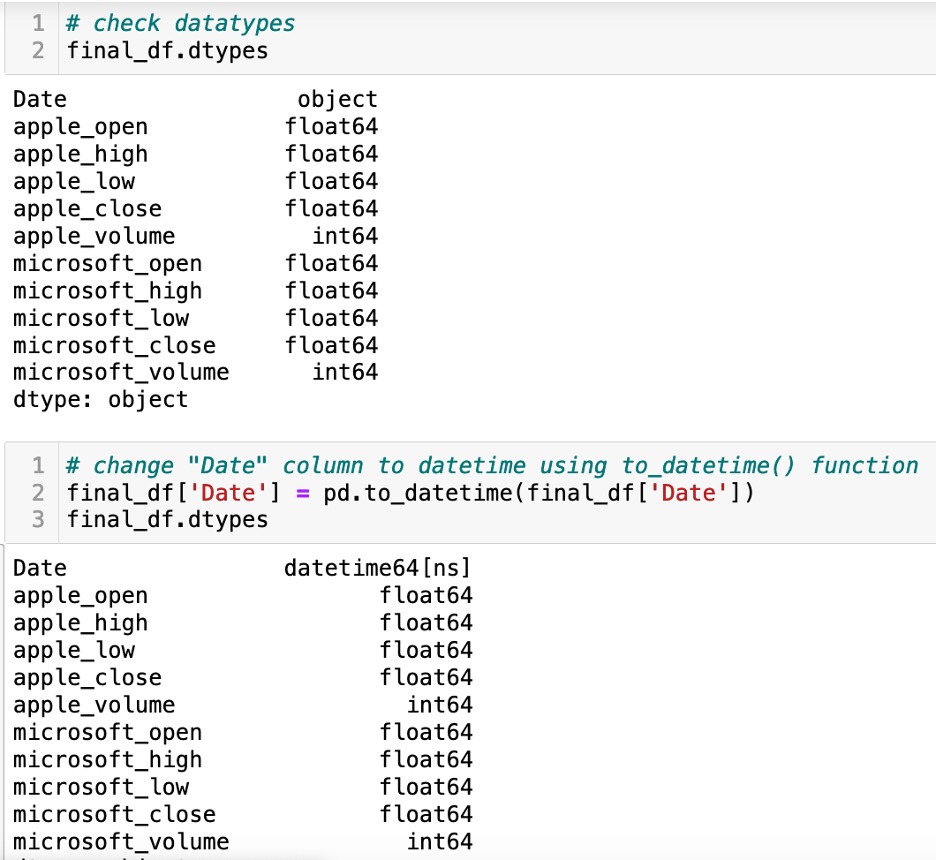 1 # check datatypes
2 final_df.dtypes
Date object
apple_open float64
apple_high float64
apple_low float64
apple_close float64
apple_volume int64
microsoft_open float64
microsoft_high float64
microsoft_low float64
microsoft_close float64
microsoft_volume int64
dtype: object
1 # change "Date" column to datetime using to_datetime() function
2 final_df['Date'] = pd.to_datetime(final_df['Date'])
3 final_df.dtypes
Date datetime64[ns]
apple_open float64
apple_high float64
apple_low float64
apple_close float64
apple_volume int64
microsoft_open float64
microsoft_high float64
microsoft_low float64
microsoft_close float64
microsoft_volume int64